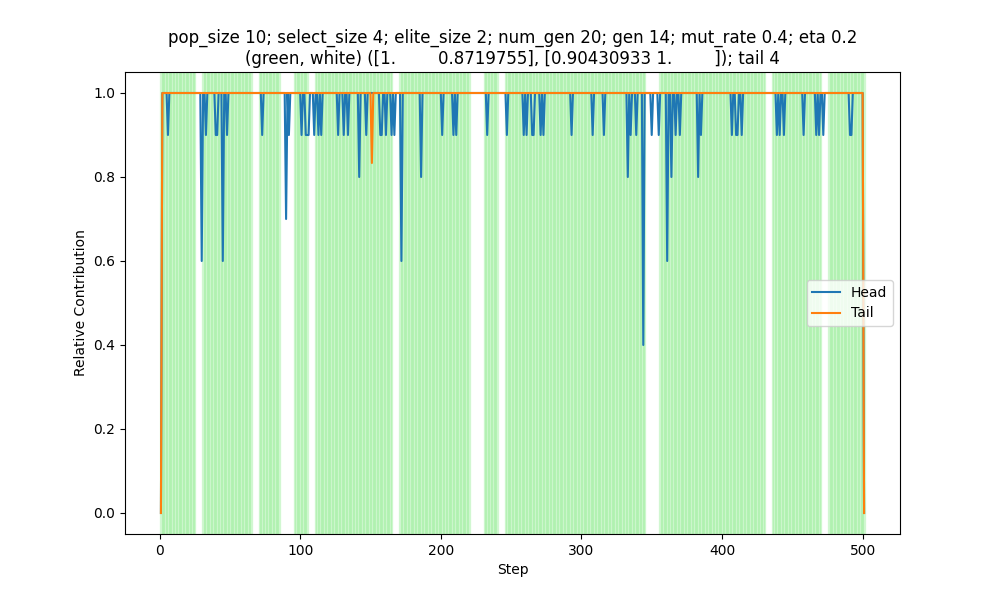 pop_size 10; select_size 4; elite_size 2; num_gen 20; gen 14; mut_rate 0.4; eta 0.2
(green, white) ([1.        0.8719755], [0.90430933 1.        ]); tail 4
1.0
0.8
0.6
0.4
0.2
0.0
Relative Contribution
Head
Tail
0
100
200
300
400
500
Step